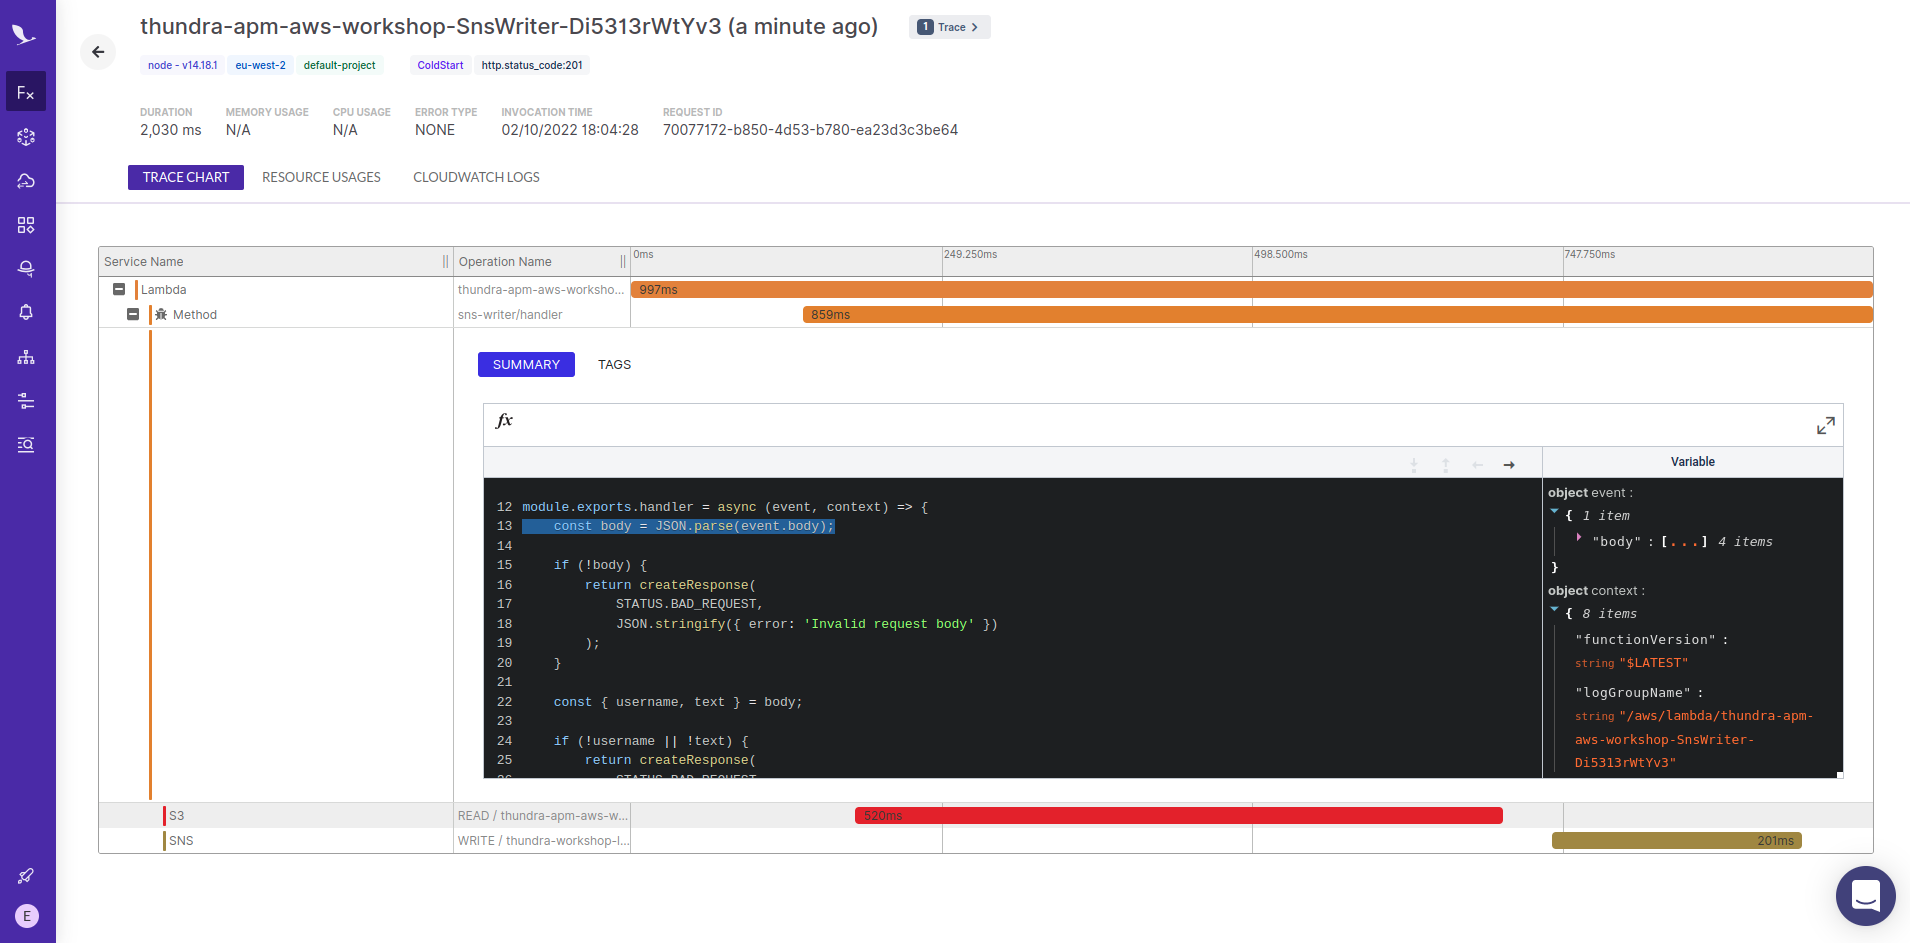 thundra-apm-aws-workshop-SnsWriter-Di5313rWtYv3 (a minute ago)
1 Trace
node - v14.18.1 eu-west-2 default-project ColdStart http.status_code:201
DURATION MEMORY USAGE CPU USAGE ERROR TYPE INVOCATION TIME REQUEST ID
2,030 ms N/A N/A NONE 02/10/2022 18:04:28 70077172-b850-4d53-b780-ea23d3c3be64
TRACE CHART RESOURCE USAGES CLOUDWATCH LOGS
Service Name Operation Name 0ms 249.250ms 498.500ms 747.750ms
Lambda thundra-apm-aws-worksho... 997ms
Method sns-writer/handler 859ms
SUMMARY TAGS
fx
Variable
12 module.exports.handler = async (event, context) => {
13 const body = JSON.parse(event.body);
14
15 if (!body) {
16 return createResponse(
17 STATUS.BAD_REQUEST,
18 JSON.stringify({ error: 'Invalid request body' })
19 );
20 }
21
22 const { username, text } = body;
23
24 if (!username || !text) {
25 return createResponse(
26 STATUS.BAD_REQUEST,
object event :
{ 1 item
"body" : [...] 4 items
}
object context :
{ 8 items
"functionVersion" :
string "$LATEST"
"logGroupName" :
string "/aws/lambda/thundra-apm-
aws-workshop-SnsWriter-
Di5313rWtYv3"
S3 READ / thundra-apm-aws-w... 520ms
SNS WRITE / thundra-workshop-l... 201ms
Fx
E